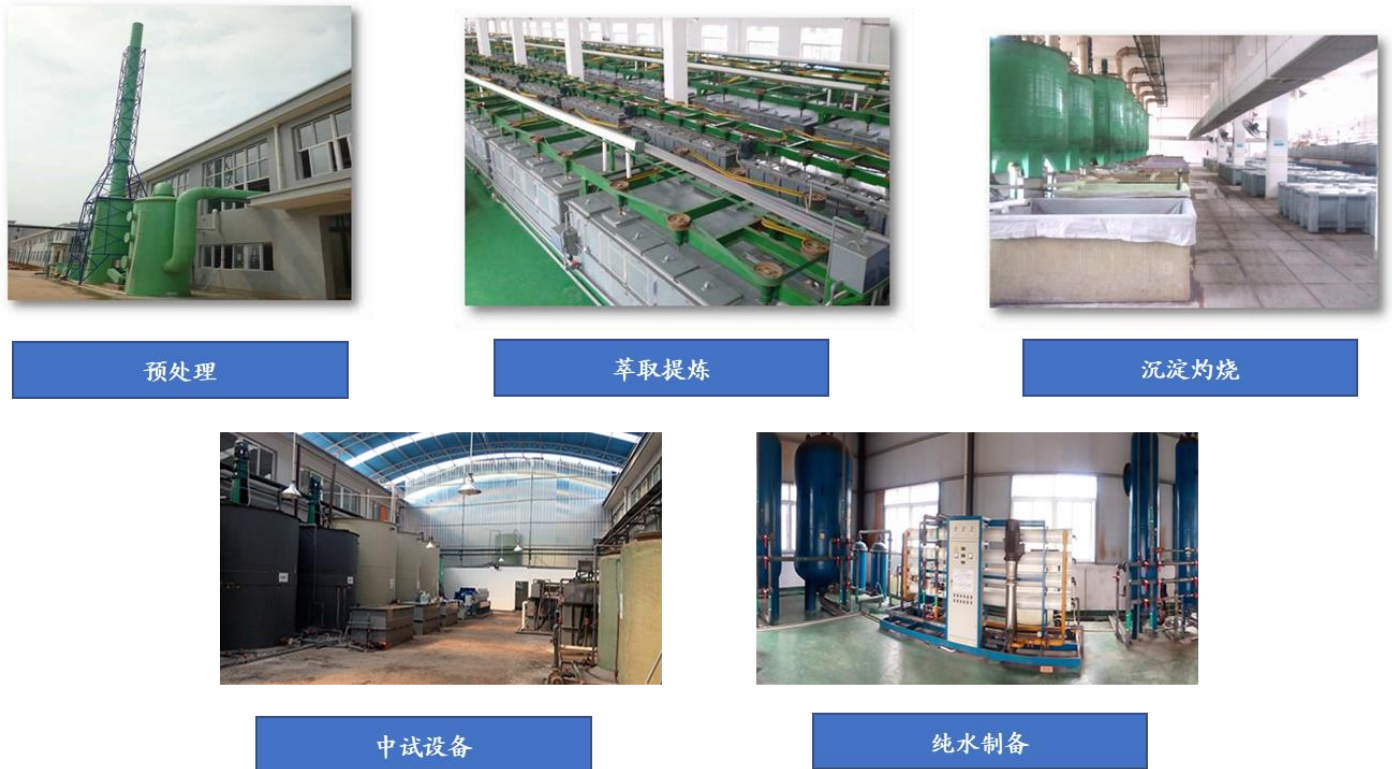 预处理
萃取提炼
沉淀灼烧
中试设备
纯水制备